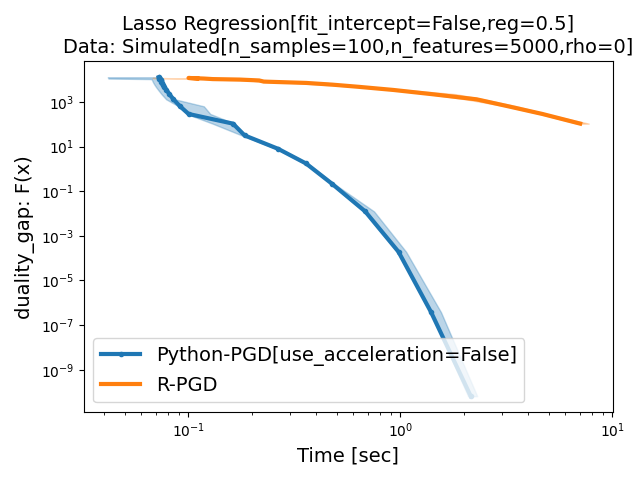 Lasso Regression[fit_intercept=False,reg=0.5]
Data: Simulated[n_samples=100,n_features=5000,rho=0]
duality_gap: F(x)
10³
10¹
10⁻¹
10⁻³
10⁻⁵
10⁻⁷
10⁻⁹
Python-PGD[use_acceleration=False]
R-PGD
10⁻¹ 10⁰ 10¹
Time [sec]